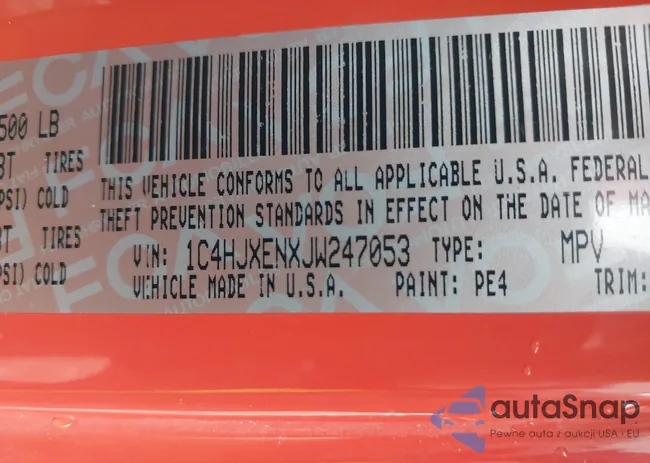 500 LB
TIRES
PSI) COLD
TIRES
PSI) COLD
THIS VEHICLE CONFORMS TO ALL APPLICABLE U.S.A. FEDERAL
THEFT PREVENTION STANDARDS IN EFFECT ON THE DATE OF MA
VIN: 1C4HJXENXJW247053 TYPE: MPV
VEHICLE MADE IN U.S.A. PAINT: PE4 TRIM:
autaSnap
Pewne auta z aukcji USA i EU